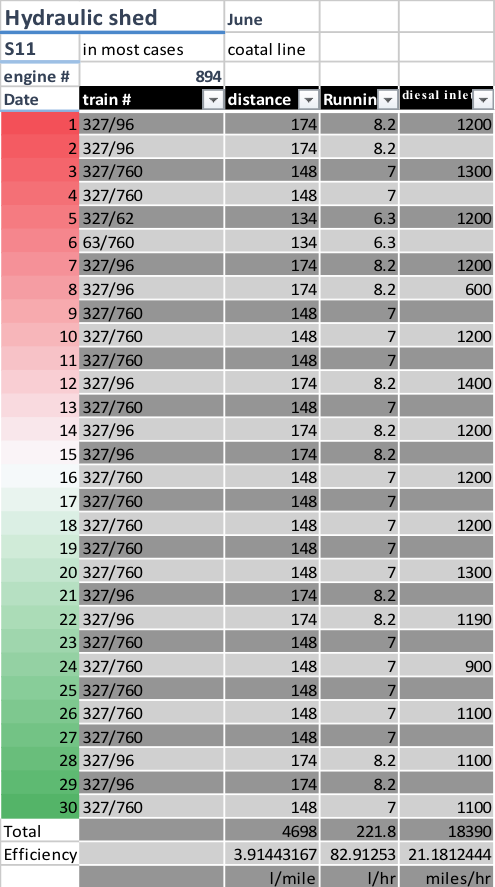 Hydraulic shed June
S11 in most cases coatal line
engine # 894
Date train # distance Runnin diesal inlet
1 327/96 174 8.2 1200
2 327/96 174 8.2
3 327/760 148 7 1300
4 327/760 148 7
5 327/62 134 6.3 1200
6 63/760 134 6.3
7 327/96 174 8.2 1200
8 327/96 174 8.2 600
9 327/760 148 7
10 327/760 148 7 1200
11 327/760 148 7
12 327/96 174 8.2 1400
13 327/760 148 7
14 327/96 174 8.2 1200
15 327/96 174 8.2
16 327/760 148 7 1200
17 327/760 148 7
18 327/760 148 7 1200
19 327/760 148 7
20 327/760 148 7 1300
21 327/96 174 8.2
22 327/96 174 8.2 1190
23 327/760 148 7
24 327/760 148 7 900
25 327/760 148 7
26 327/760 148 7 1100
27 327/760 148 7
28 327/96 174 8.2 1100
29 327/96 174 8.2
30 327/760 148 7 1100
Total 4698 221.8 18390
Efficiency 3.91443167 82.91253 21.1812444
l/mile l/hr miles/hr